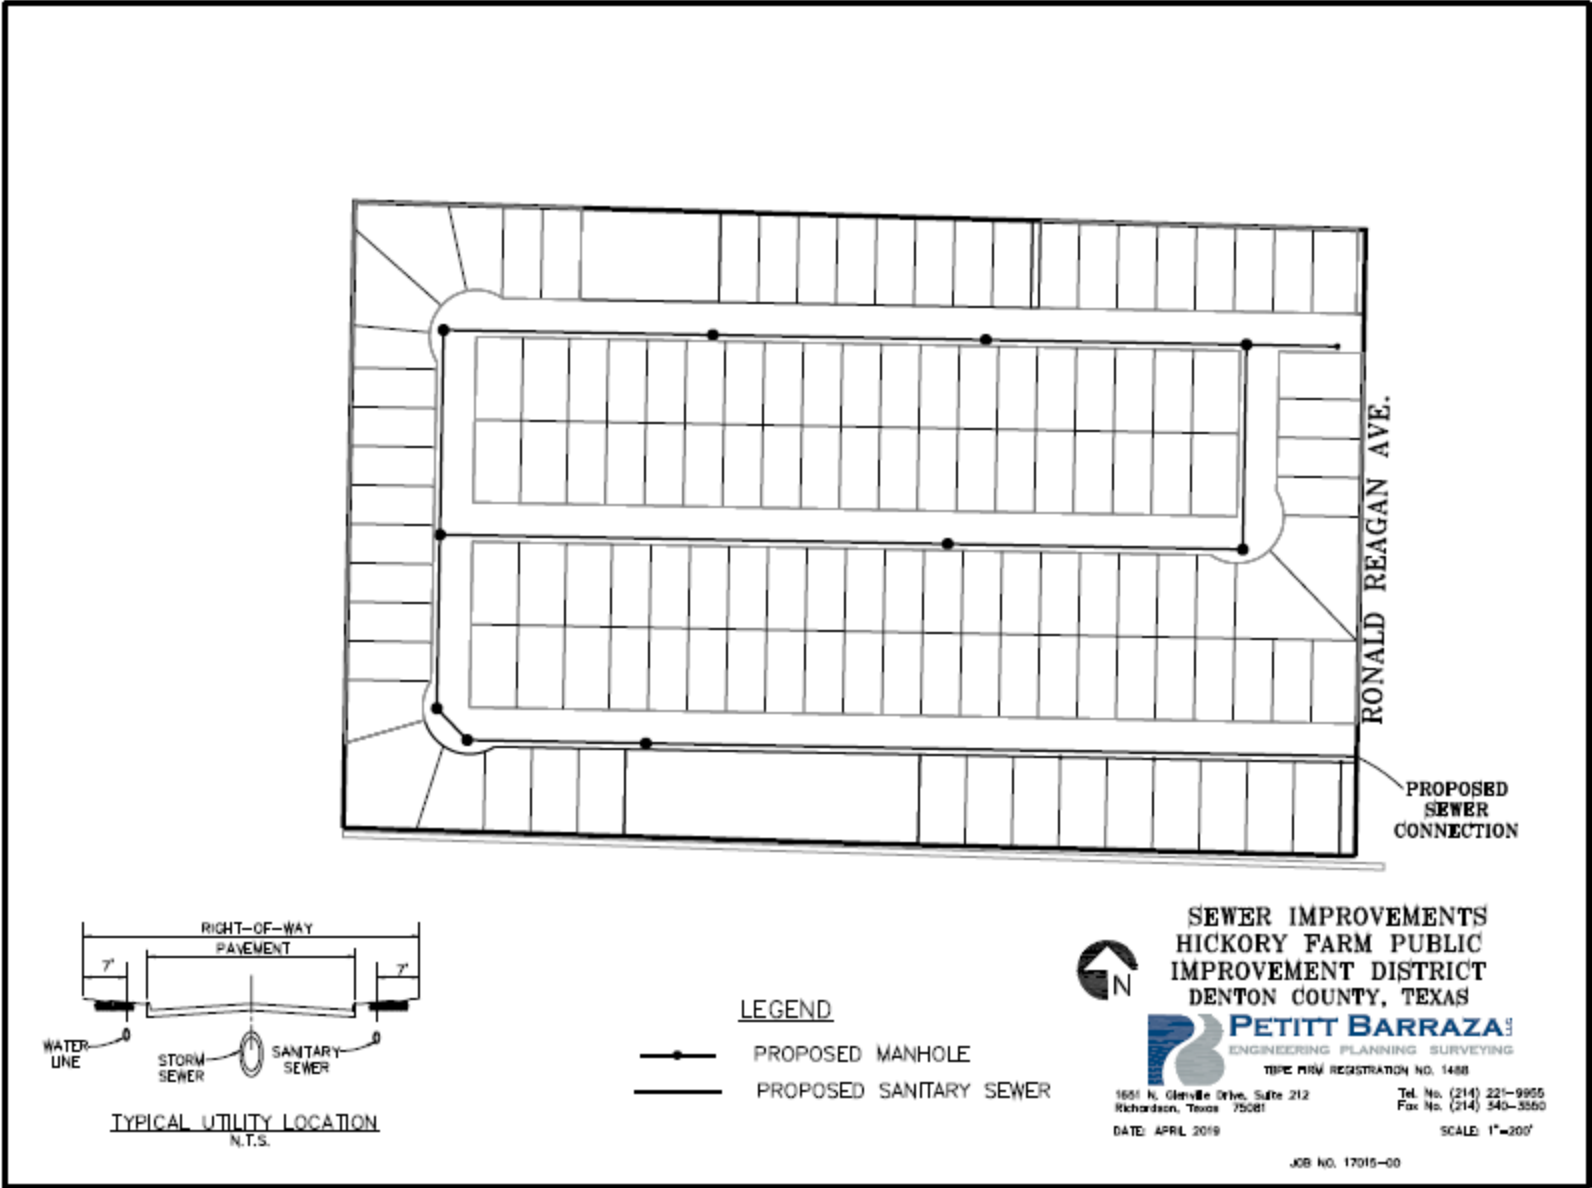 RONALD REAGAN AVE.
PROPOSED
SEWER
CONNECTION
RIGHT-OF-WAY
PAVEMENT
7'
7'
WATER
LINE
STORM
SEWER
SANITARY
SEWER
TYPICAL UTILITY LOCATION
N.T.S.
LEGEND
PROPOSED MANHOLE
PROPOSED SANITARY SEWER
N
SEWER IMPROVEMENTS
HICKORY FARM PUBLIC
IMPROVEMENT DISTRICT
DENTON COUNTY, TEXAS
PETITT BARRAZA LLC
ENGINEERING PLANNING SURVEYING
TBPE FIRM REGISTRATION NO. 1488
1651 N. Glenville Drive, Suite 212
Richardson, Texas 75081
Tel. No. (214) 221-9955
Fax No. (214) 340-3550
DATE: APRIL 2019
SCALE: 1"=200'
JOB NO. 17015-00